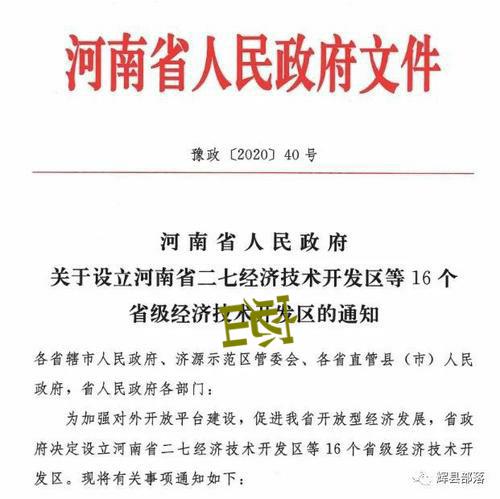 河南省人民政府文件
豫政〔2020〕40号
河南省人民政府
关于设立河南省二七经济技术开发区等16个
省级经济技术开发区的通知
各省辖市人民政府、济源示范区管委会、各省直管县（市）人民
政府，省人民政府各部门：
为加强对外开放平台建设，促进我省开放型经济发展，省政
府决定设立河南省二七经济技术开发区等16个省级经济技术开
发区。现将有关事项通知如下：
辉县部落